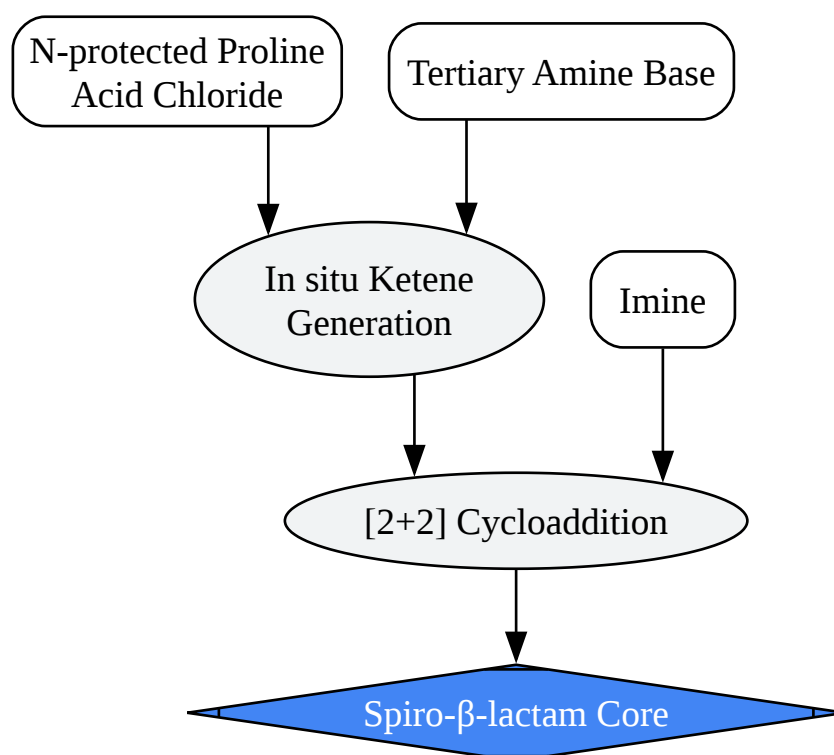 N-protected Proline
Acid Chloride
Tertiary Amine Base
In situ Ketene
Generation
Imine
[2+2] Cycloaddition
Spiro-β-lactam Core